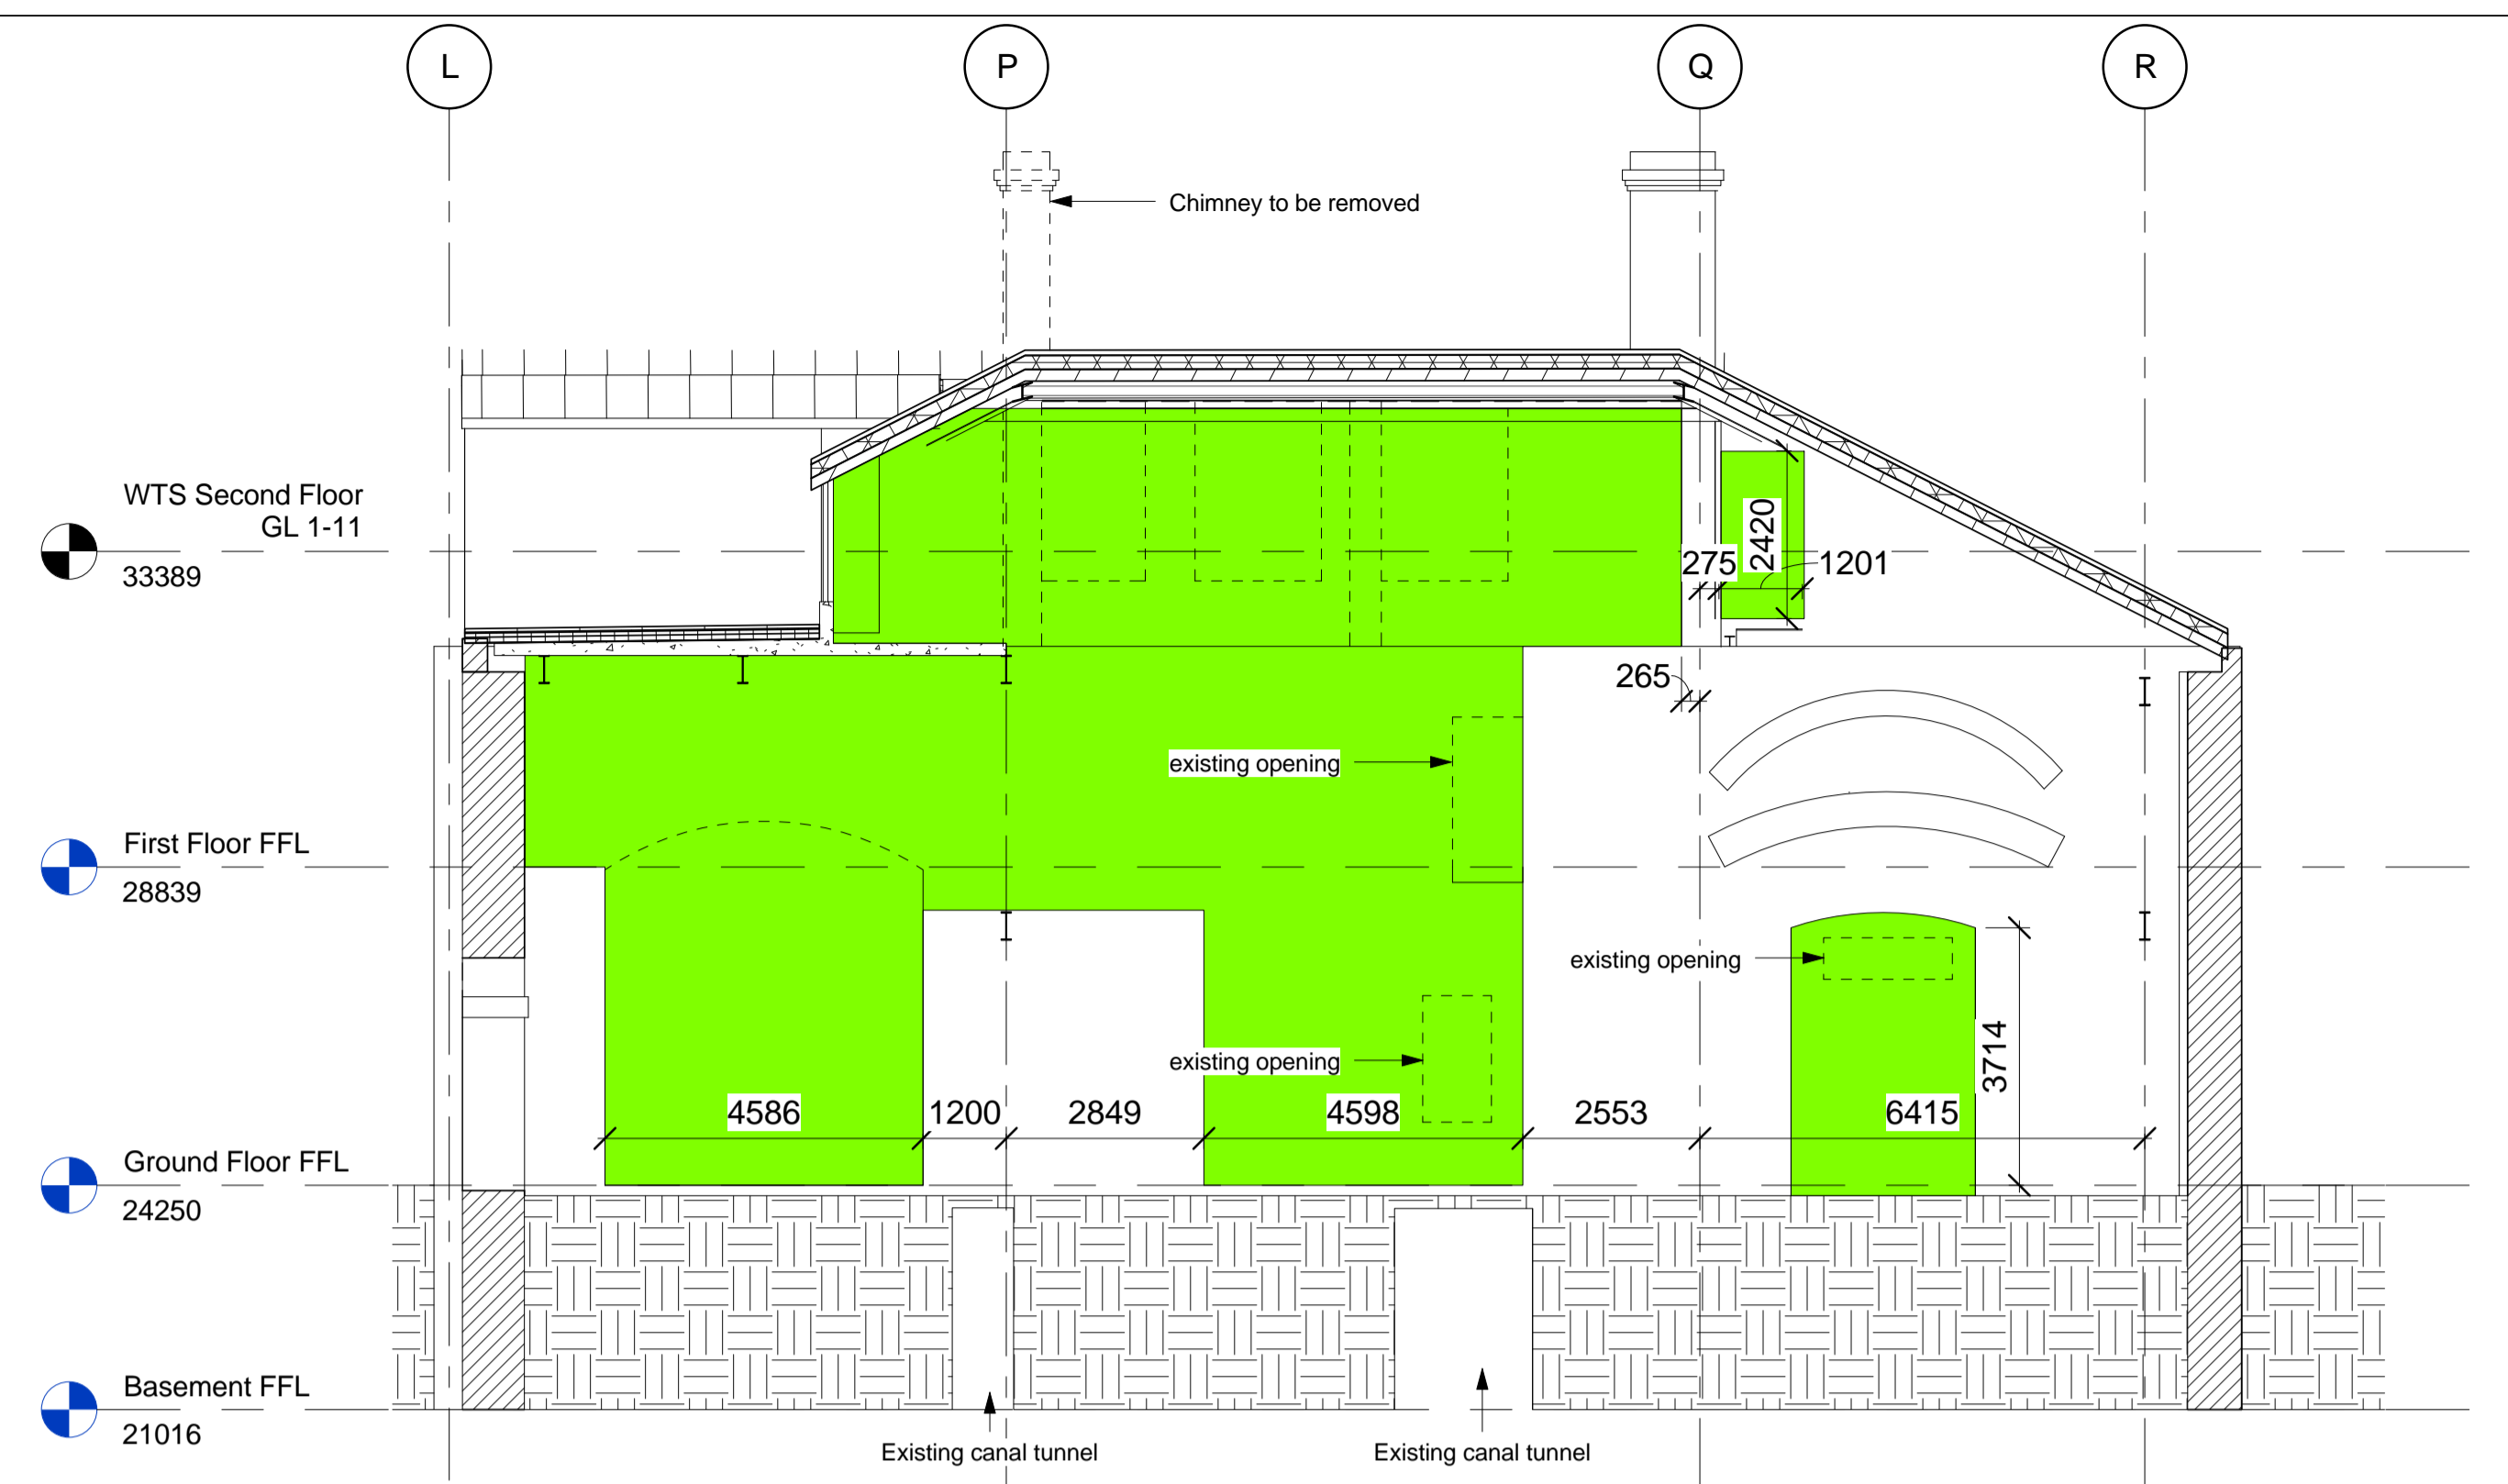 L
P
Q
R
Chimney to be removed
WTS Second Floor
GL 1-11
33389
275
2420
1201
265
existing opening
First Floor FFL
28839
existing opening
existing opening
3714
4586
1200
2849
4598
2553
6415
Ground Floor FFL
24250
Basement FFL
21016
Existing canal tunnel
Existing canal tunnel